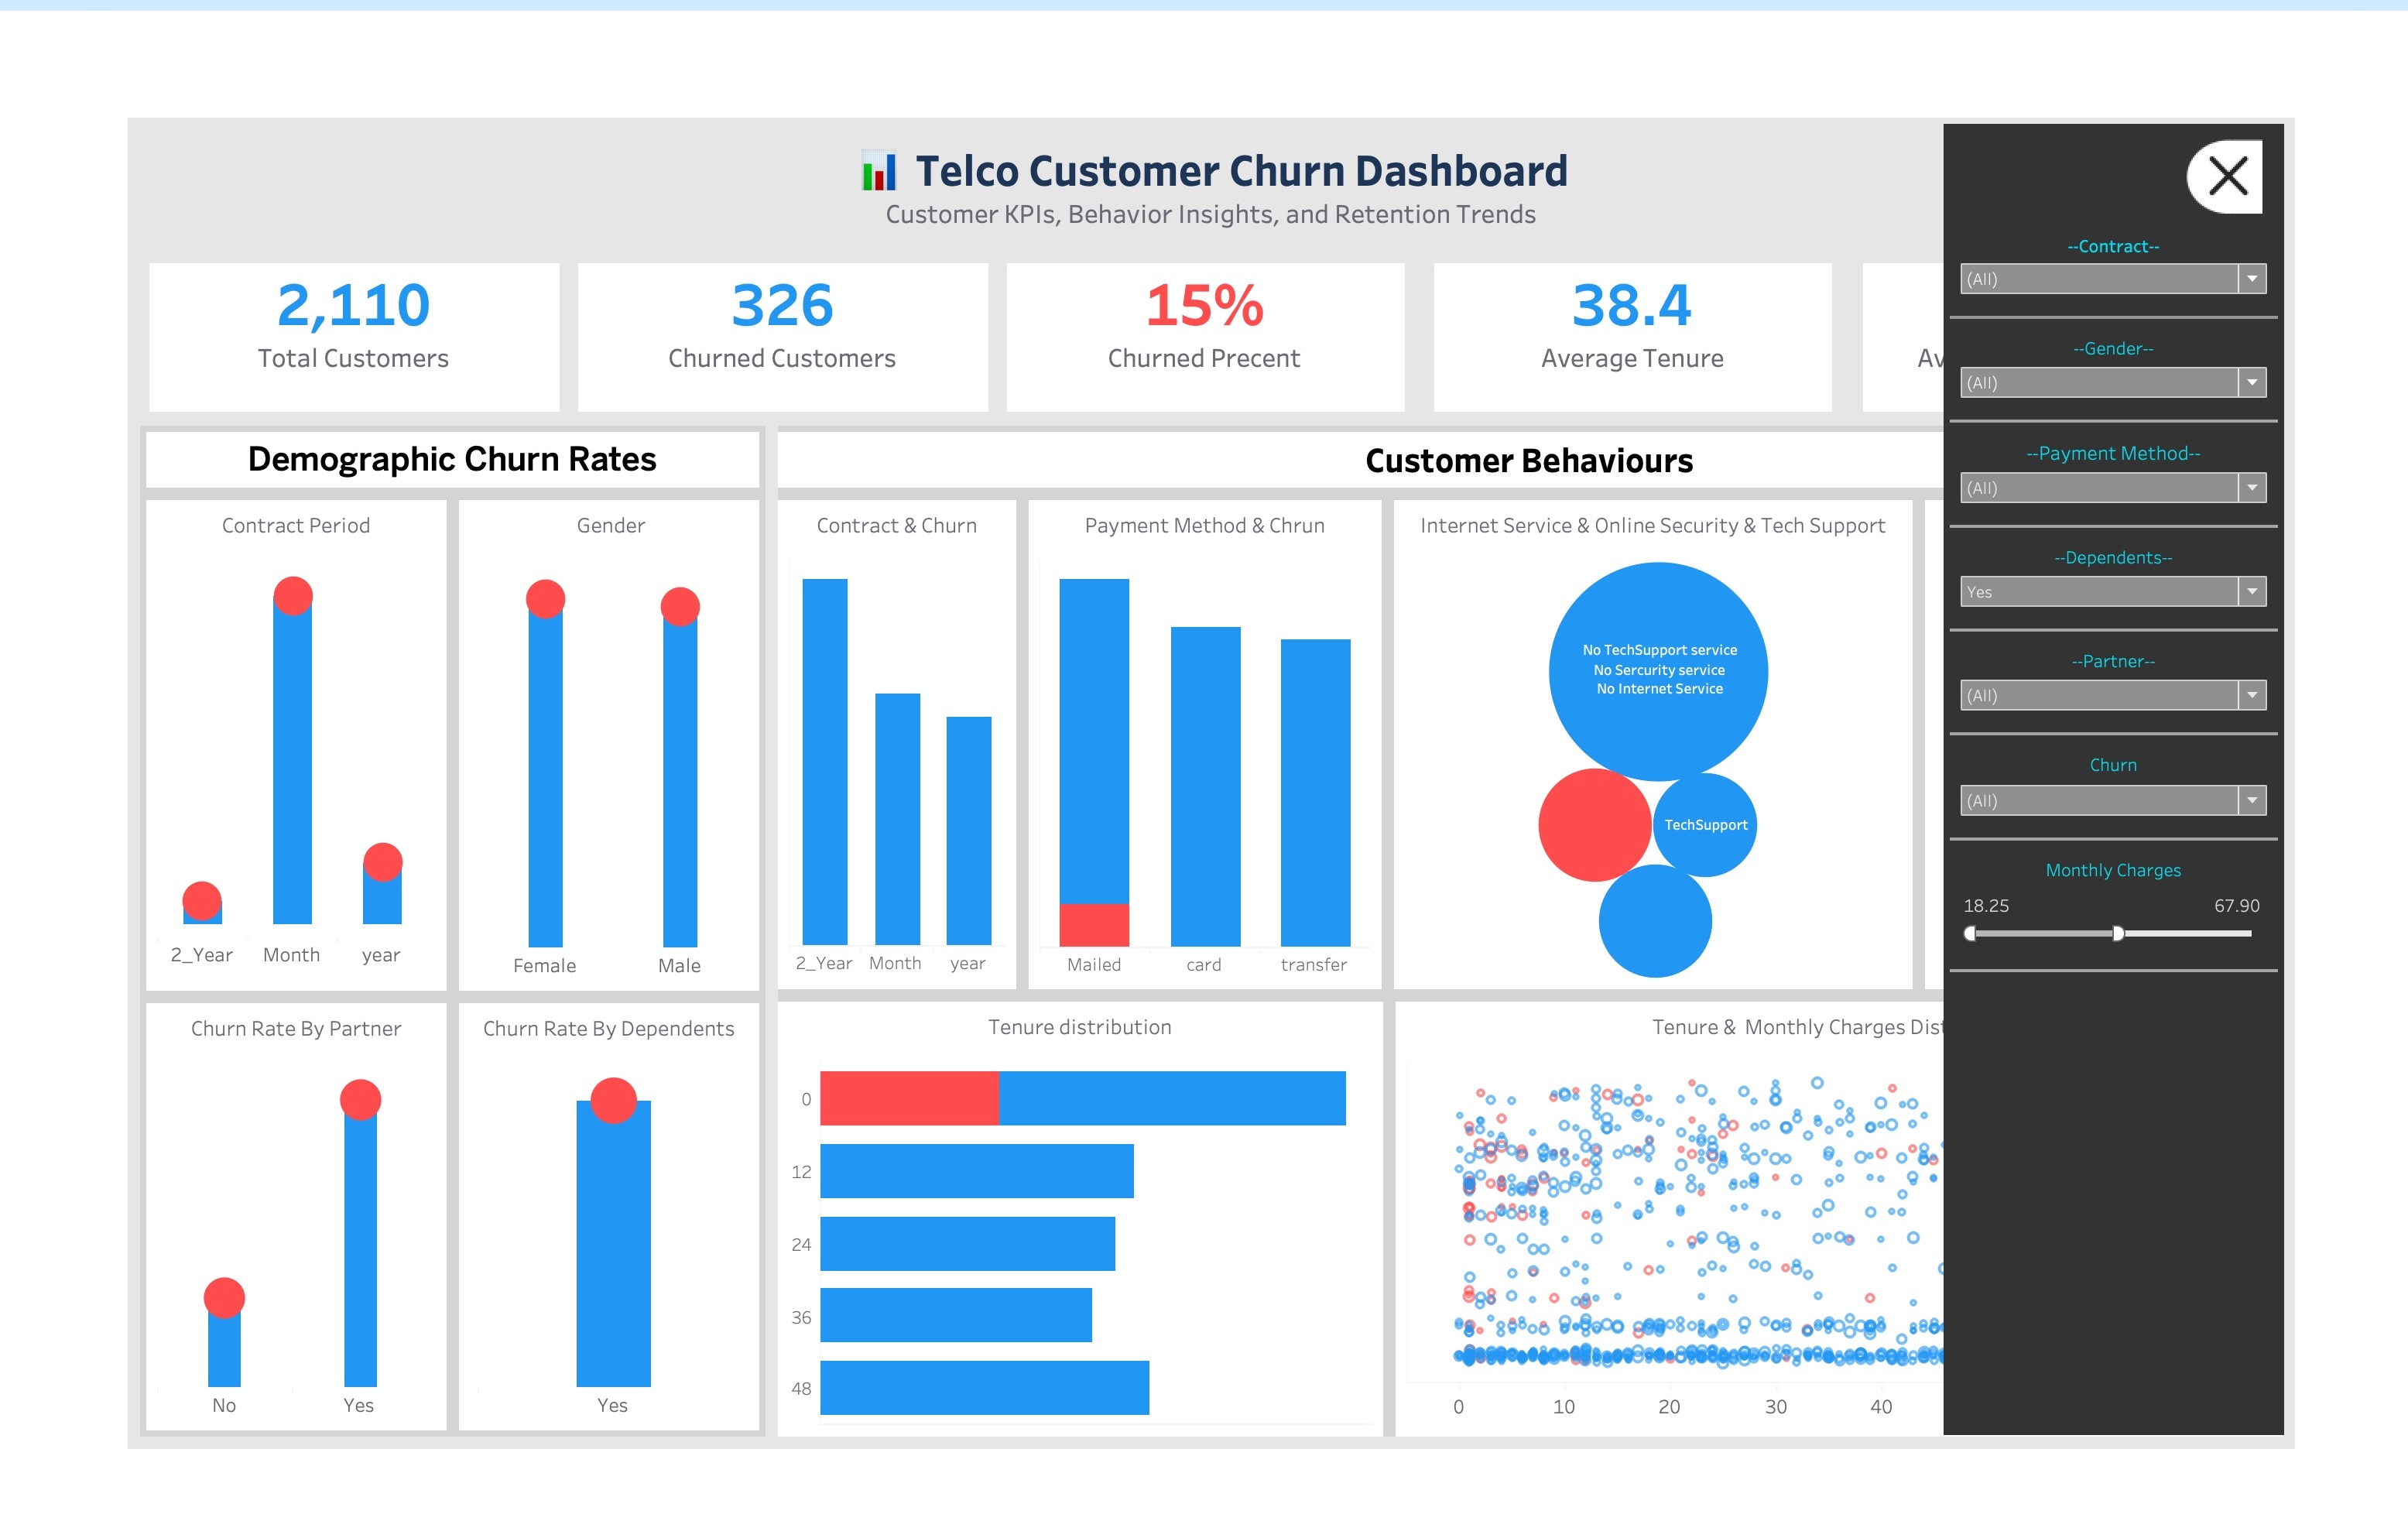 Telco Customer Churn Dashboard
Customer KPIs, Behavior Insights, and Retention Trends
2,110
Total Customers
326
Churned Customers
15%
Churned Precent
38.4
Average Tenure
Av
Demographic Churn Rates
Contract Period
2_Year Month year
Gender
Female Male
Churn Rate By Partner
No Yes
Churn Rate By Dependents
Yes
Customer Behaviours
Contract & Churn
2_Year Month year
Payment Method & Chrun
Mailed card transfer
Internet Service & Online Security & Tech Support
No TechSupport service
No Sercurity service
No Internet Service
TechSupport
Tenure distribution
0
12
24
36
48
Tenure & Monthly Charges Dist
0 10 20 30 40
--Contract--
(All)
--Gender--
(All)
--Payment Method--
(All)
--Dependents--
Yes
--Partner--
(All)
Churn
(All)
Monthly Charges
18.25 67.90